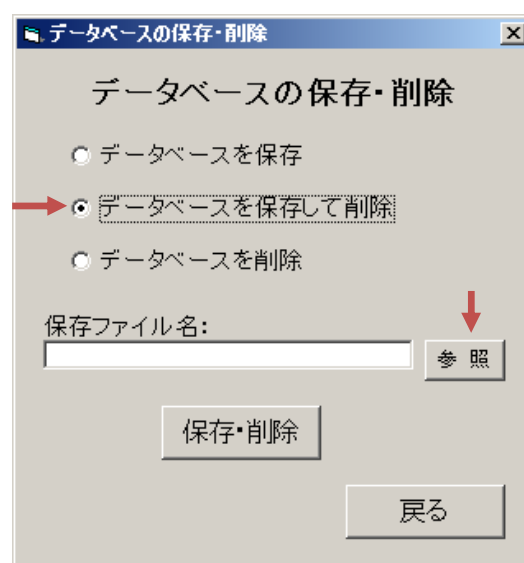 データベースの保存・削除
データベースの保存・削除
データベースを保存
データベースを保存して削除
データベースを削除
保存ファイル名:
参 照
保存・削除
戻る